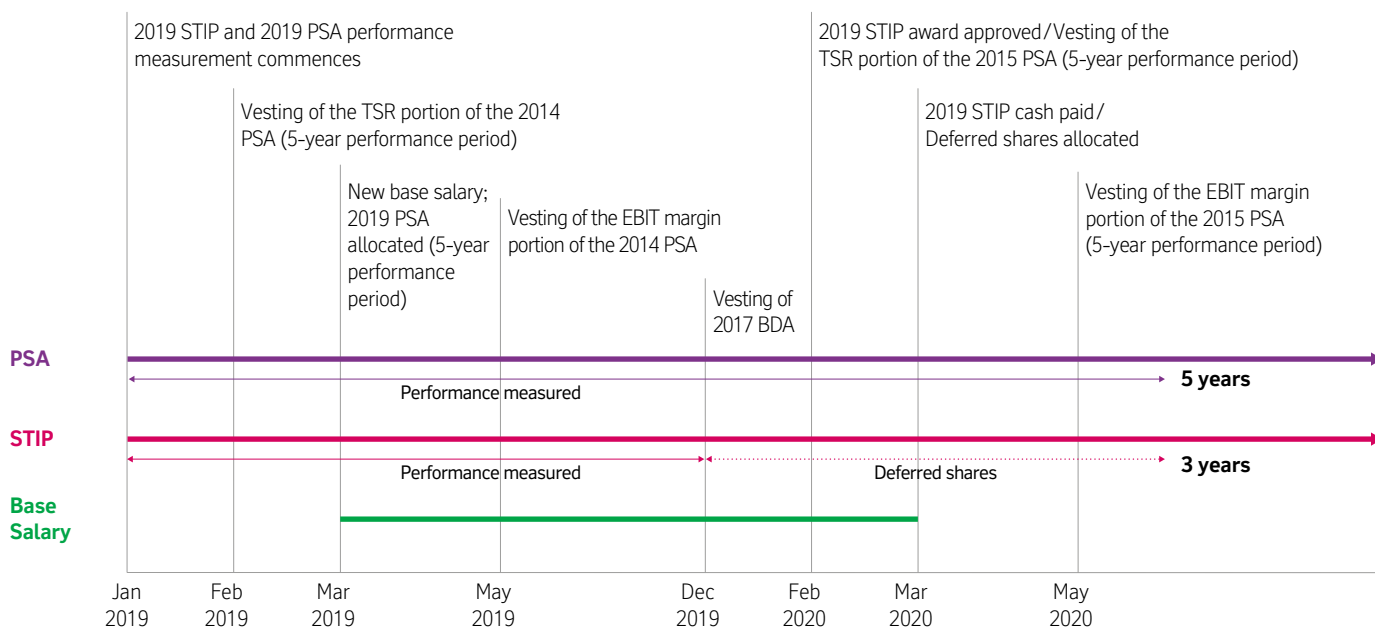 2019 STIP and 2019 PSA performance
measurement commences
Vesting of the TSR portion of the 2014
PSA (5-year performance period)
New base salary;
2019 PSA
allocated (5-year
performance
period)
Vesting of the EBIT margin
portion of the 2014 PSA
Vesting of
2017 BDA
2019 STIP award approved/Vesting of the
TSR portion of the 2015 PSA (5-year performance period)
2019 STIP cash paid/
Deferred shares allocated
Vesting of the EBIT margin
portion of the 2015 PSA
(5-year performance period)
PSA
Performance measured
5 years
STIP
Performance measured
Deferred shares
3 years
Base
Salary
Jan
2019
Feb
2019
Mar
2019
May
2019
Dec
2019
Feb
2020
Mar
2020
May
2020